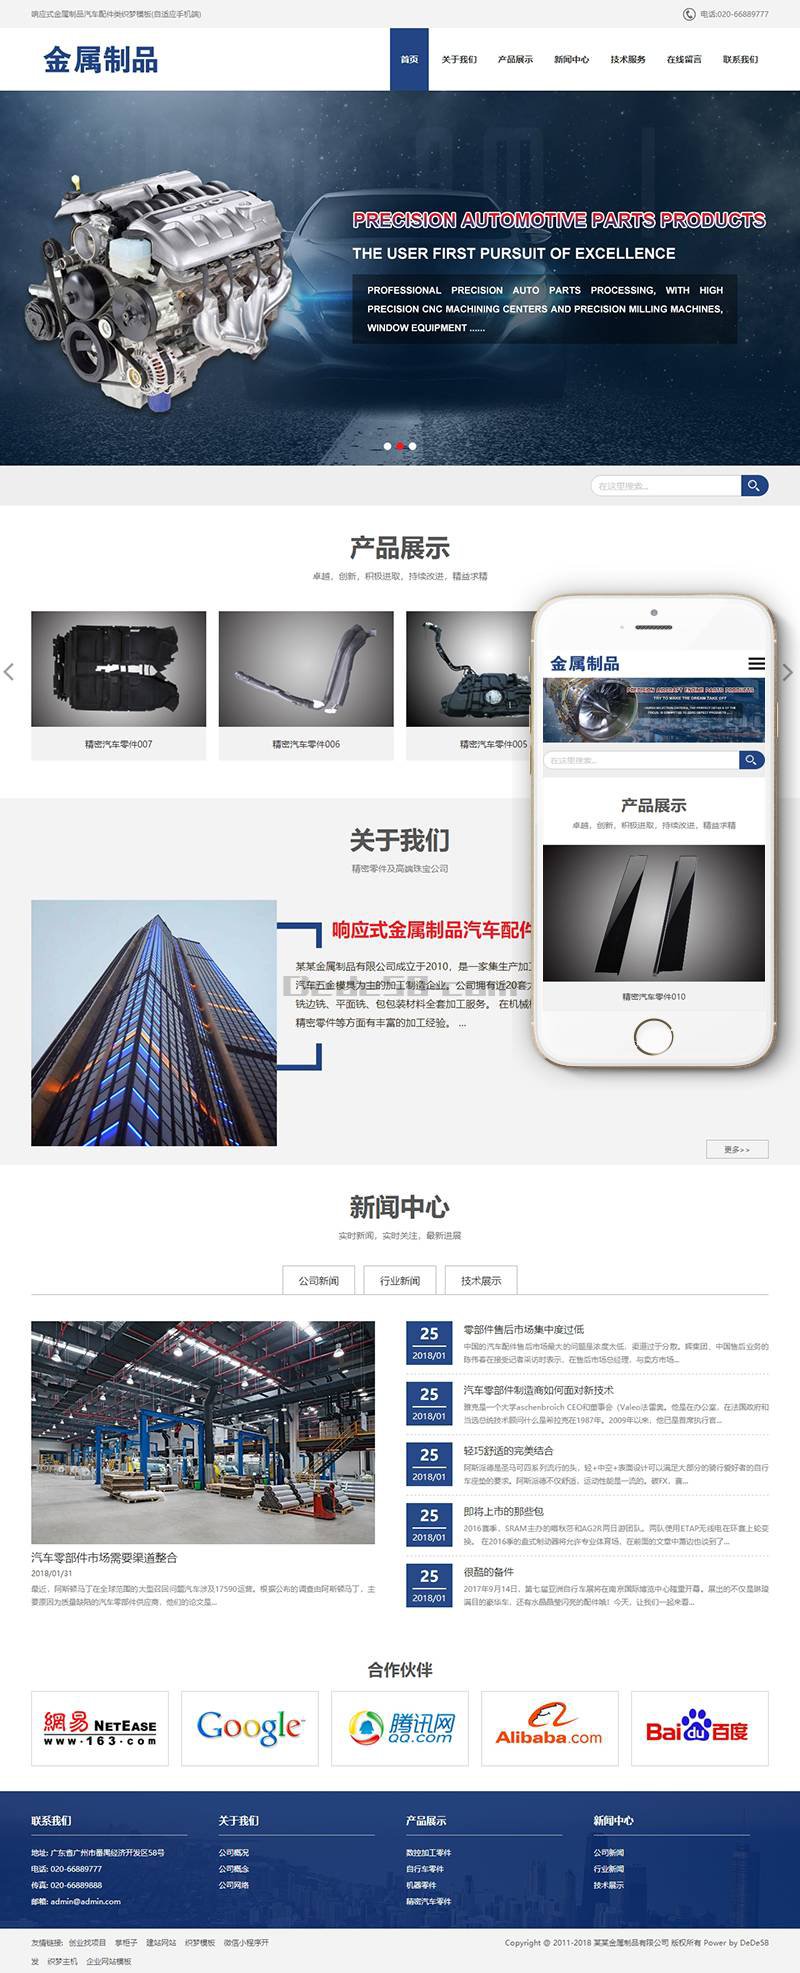 响应式金属制品汽车配件类织梦模板(自适应手机端)
电话:020-66889777
金属制品
首页 关于我们 产品展示 新闻中心 技术服务 在线留言 联系我们
PRECISION AUTOMOTIVE PARTS PRODUCTS
THE USER FIRST PURSUIT OF EXCELLENCE
PROFESSIONAL PRECISION AUTO PARTS PROCESSING, WITH HIGH
PRECISION CNC MACHINING CENTERS AND PRECISION MILLING MACHINES,
WINDOW EQUIPMENT ......
在这里搜索...
产品展示
卓越，创新，积极进取，持续改进，精益求精
精密汽车零件007
精密汽车零件006
精密汽车零件005
金属制品
PRECISION AIRCRAFT ENGINE PARTS PRODUCTS
TRY TO MAKE THE DREAM TAKE OFF
在这里搜索...
产品展示
卓越，创新，积极进取，持续改进，精益求精
精密汽车零件010
关于我们
精密零件及高端珠宝公司
响应式金属制品汽车配件
某某金属制品有限公司成立于2010，是一家集生产加工
汽车五金模具为主的加工制造企业。公司拥有近20套大
铣边铣、平面铣、包包装材料全套加工服务。 在机械机
精密零件等方面有丰富的加工经验。 ...
Dede58.com
更多>>
新闻中心
实时新闻，实时关注，最新进展
公司新闻 行业新闻 技术展示
汽车零部件市场需要渠道整合
2018/01/31
最近，阿斯顿马丁在全球范围的大型召回问题汽车涉及17590运营。根据公布的调查由阿斯顿马丁，主
要原因为质量缺陷的汽车零部件供应商，他们的论文是...
25
2018/01
零部件售后市场集中度过低
中国的汽车配件售后市场最大的问题是浓度太低，渠道过于分散。辉集团、中国售后业务的
陈伟春在接受记者采访时表示，在售后市场总经理，与卖方市场...
25
2018/01
汽车零部件制造商如何面对新技术
雅克是一个大学aschenbroich CEO和董事会（Valeo法雷奥。他是在办公室，在法国政府和
当选总统技术顾问什么是希拉克在1987年。2009年以来，他已是首席执行官...
25
2018/01
轻巧舒适的完美结合
阿斯派德是圣马可四系列流行的头，轻+中空+表面设计可以满足大部分的骑行爱好者的自行
车座垫的要求。阿斯派德不仅舒适，运动性能是一流的。碳FX，裹...
25
2018/01
即将上市的那些包
2016赛季，SRAM主办的喀秋莎和AG2R两日游团队。两队使用ETAP无线电在环赛上轮变
换。 在2016季的直式制动器将允许专业体育场，在前面的文章中薄边也谈到了...
25
2018/01
很酷的备件
2017年9月14日，第七届亚洲自行车展将在南京国际博览中心隆重开幕。展出的不仅是琳琅
满目的豪华车，还有水晶晶莹闪亮的配件喃！今天，让我们一起来看...
合作伙伴
網易 NETEASE
www.163.com
Google
腾讯网
QQ.com
Alibaba.com
Bai du 百度
联系我们
地址: 广东省广州市番禺经济开发区58号
电话: 020-66889777
传真: 020-66889888
邮箱: admin@admin.com
关于我们
公司概况
公司概念
公司网络
产品展示
数控加工零件
自行车零件
机器零件
精密汽车零件
新闻中心
公司新闻
行业新闻
技术展示
友情链接: 创业找项目 掌柜子 建站网站 织梦模板 微信小程序开
发 织梦主机 企业网站模板
Copyright @ 2011-2018 某某金属制品有限公司 版权所有 Power by DeDe58